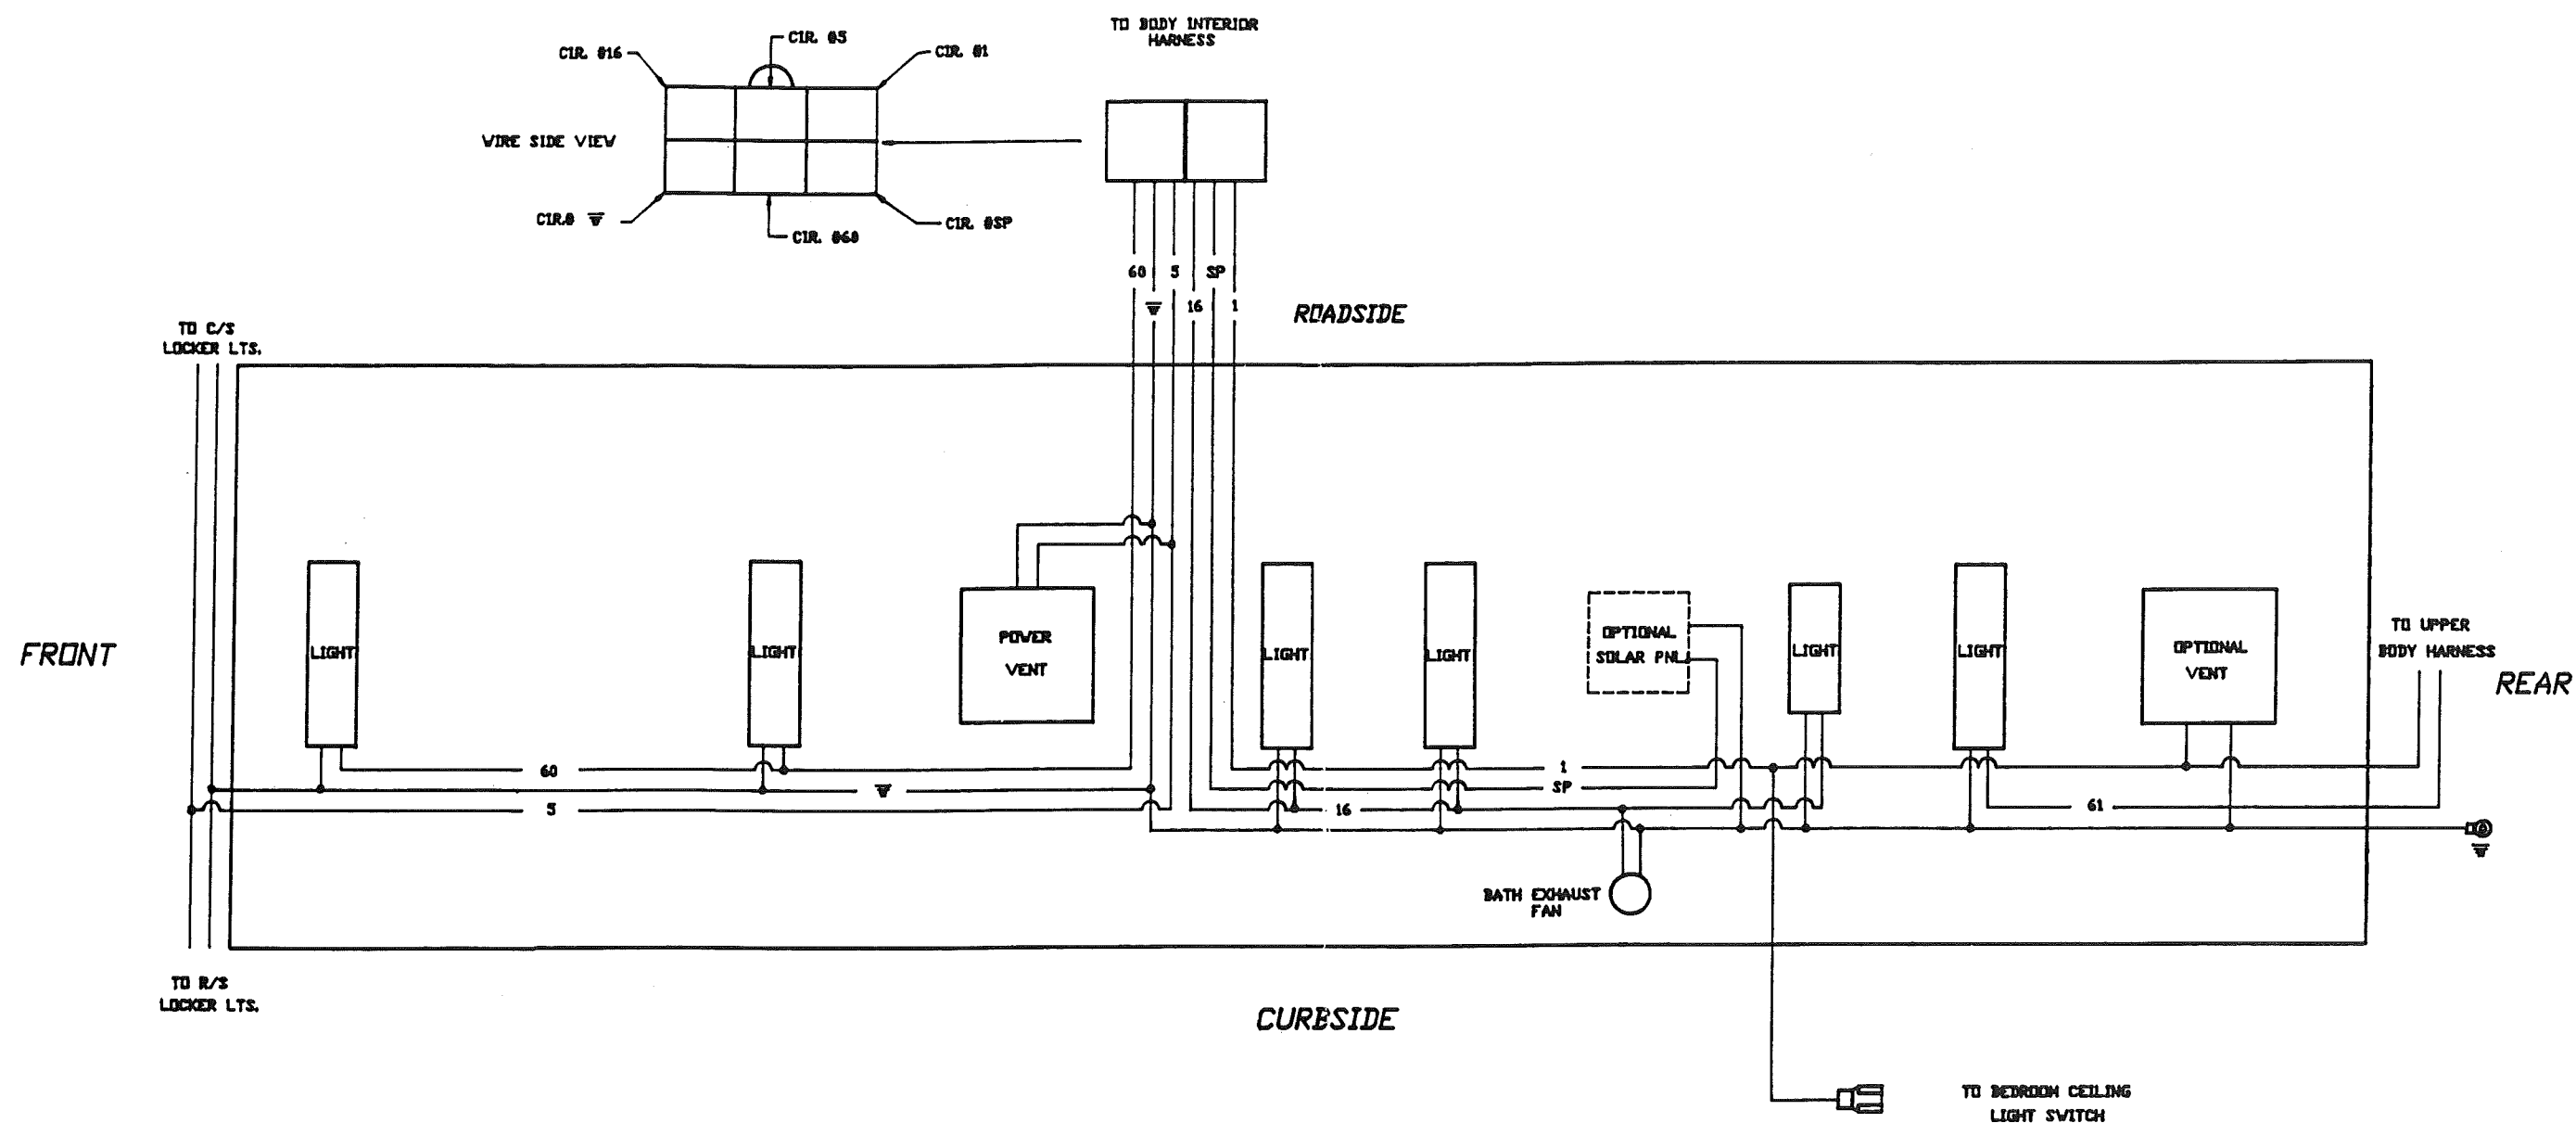 TO BODY INTERIOR
HARNESS
CIR. #16
CIR. #5
CIR. #1
WIRE SIDE VIEW
CIR.#
CIR. #60
CIR. #SP
60
5
SP
16
1
ROADSIDE
TO C/S
LOCKER LTS.
FRONT
LIGHT
LIGHT
POWER
VENT
LIGHT
LIGHT
OPTIONAL
SOLAR PNL
LIGHT
LIGHT
OPTIONAL
VENT
TO UPPER
BODY HARNESS
REAR
60
1
SP
5
16
61
BATH EXHAUST
FAN
TO R/S
LOCKER LTS.
CURBSIDE
TO BEDROOM CEILING
LIGHT SWITCH